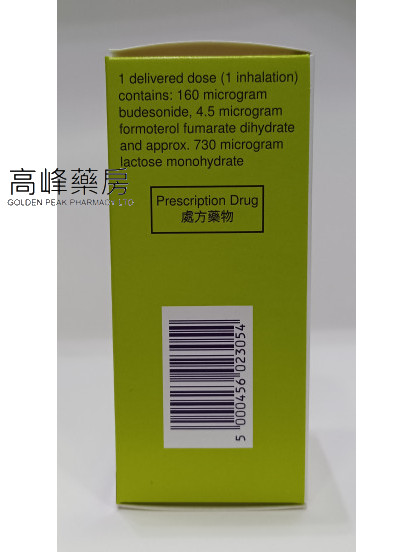 1 delivered dose (1 inhalation)
contains: 160 microgram
budesonide, 4.5 microgram
formoterol fumarate dihydrate
and approx. 730 microgram
lactose monohydrate
高峰藥房
GOLDEN PEAK PHARMACY LTD
Prescription Drug
處方藥物
5 000456 023054